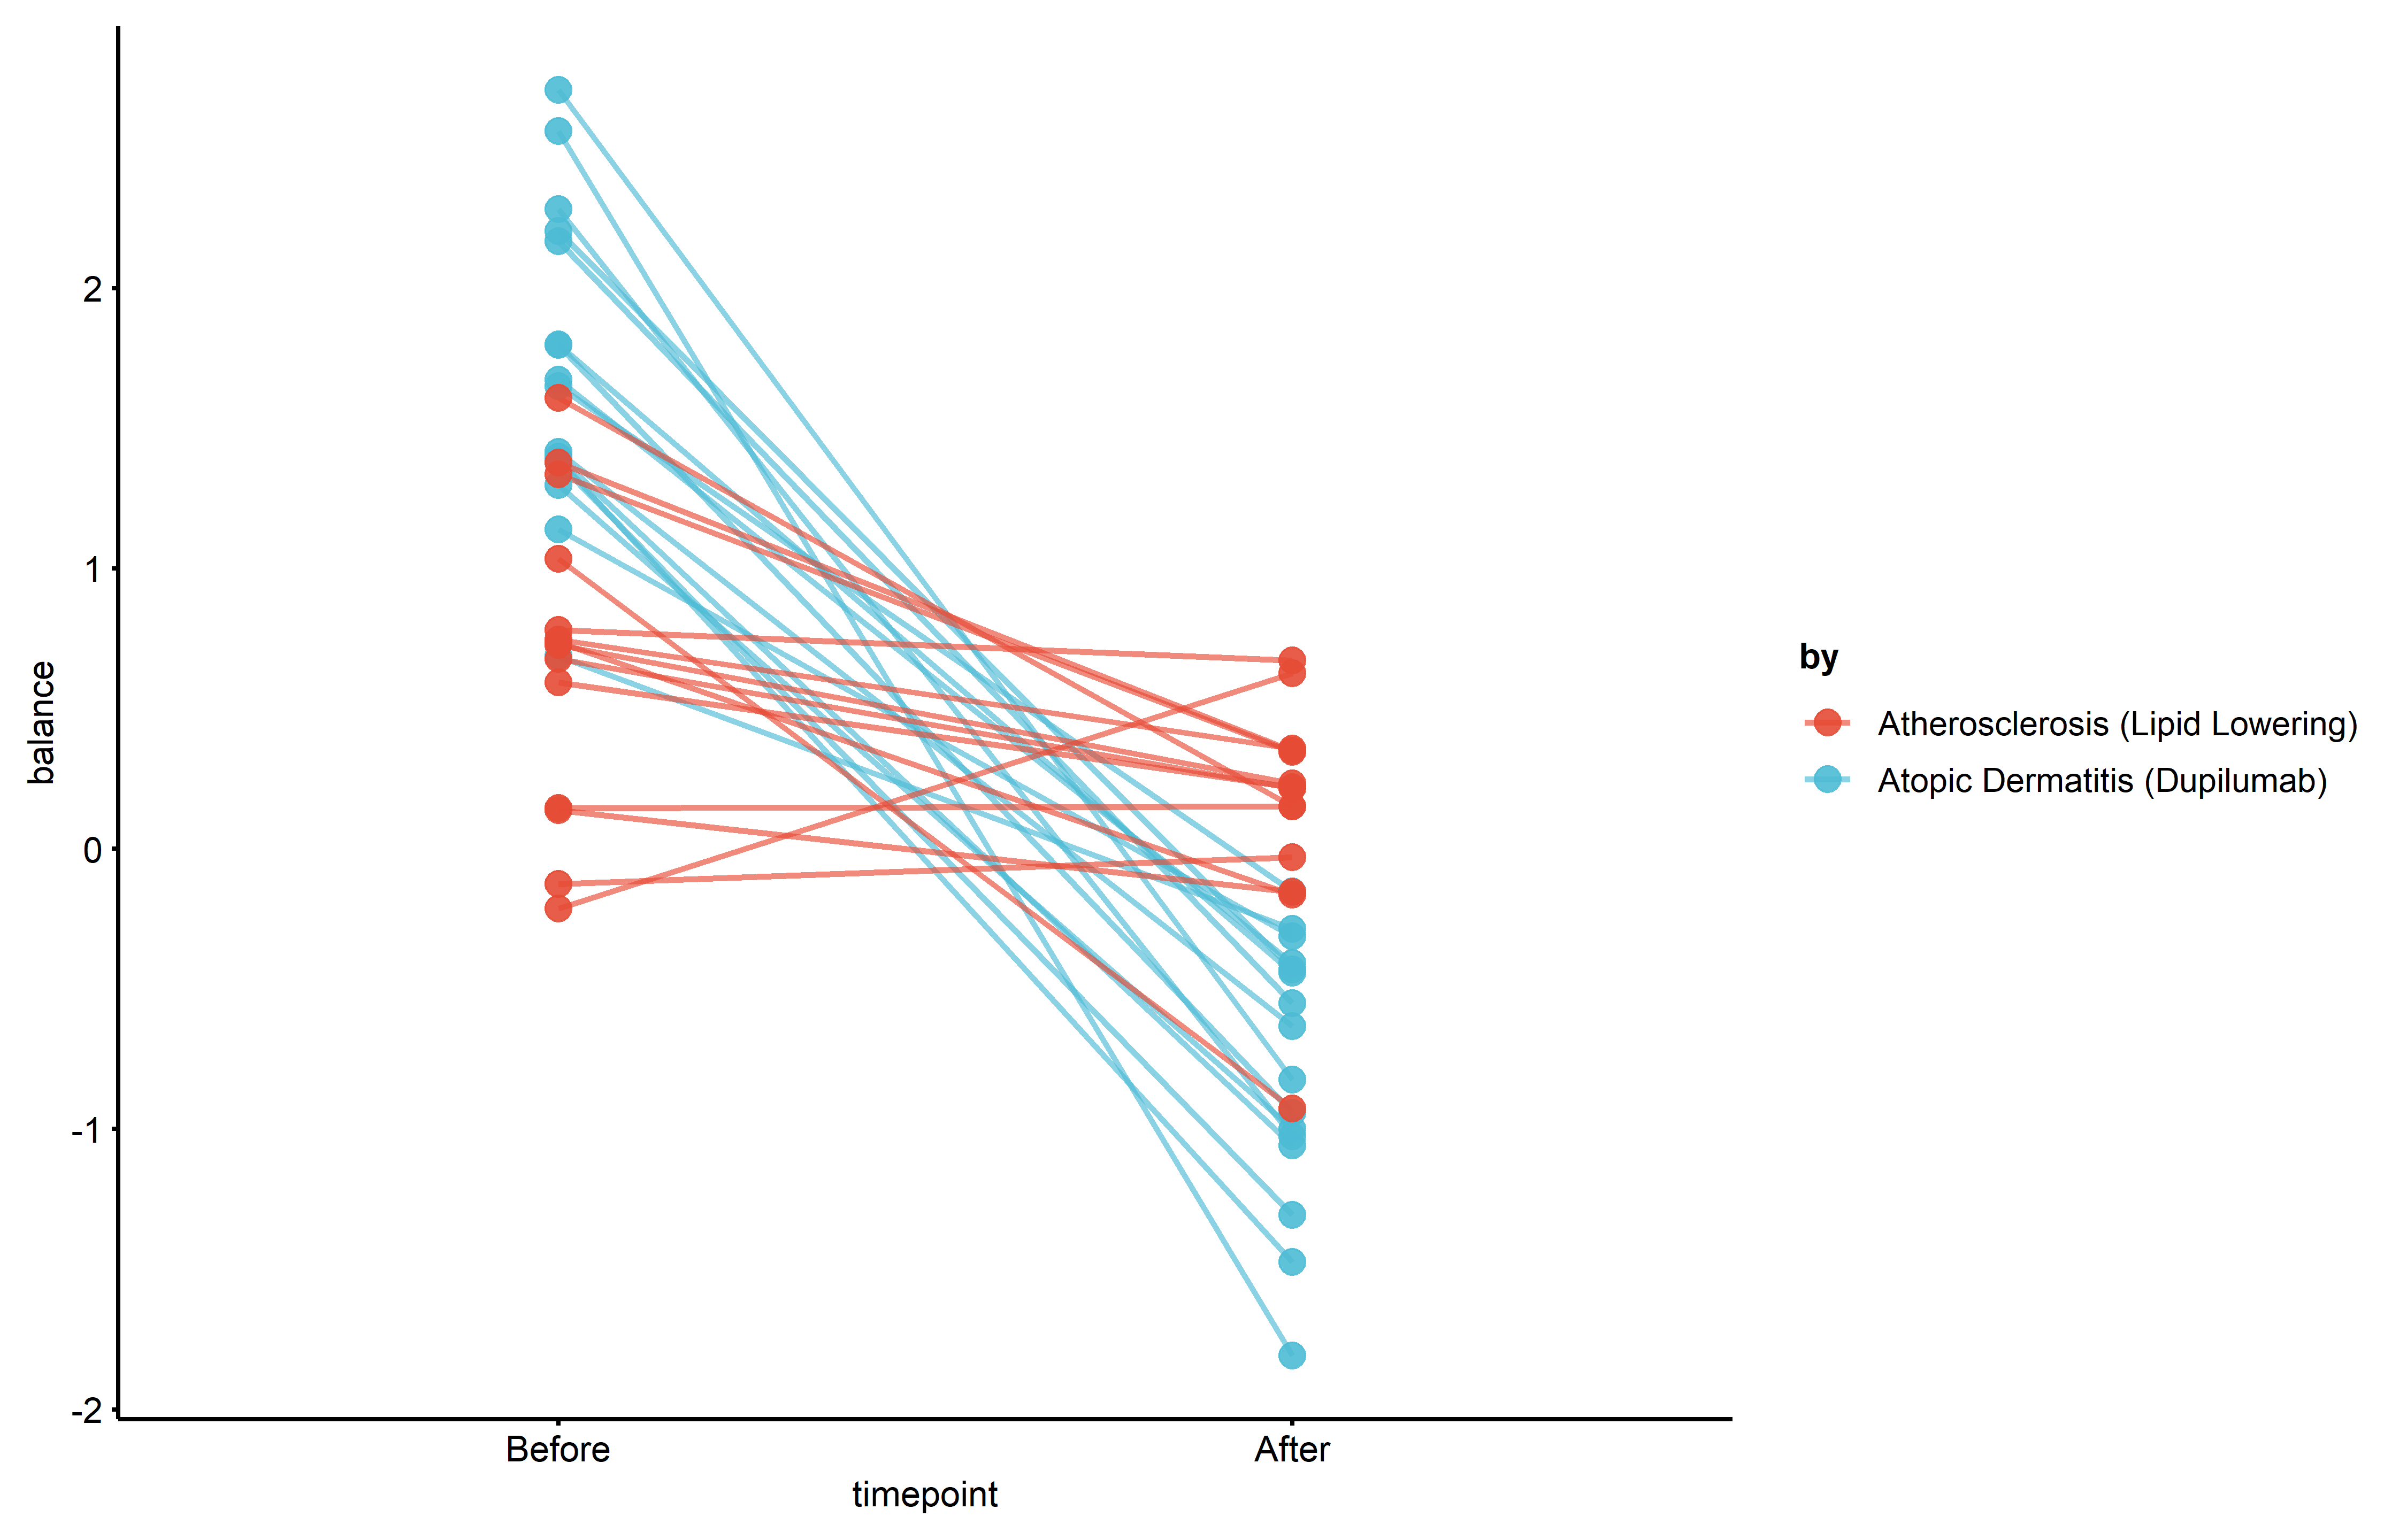 balance
2
1
0
-1
-2
Before
After
timepoint
by
Atherosclerosis (Lipid Lowering)
Atopic Dermatitis (Dupilumab)